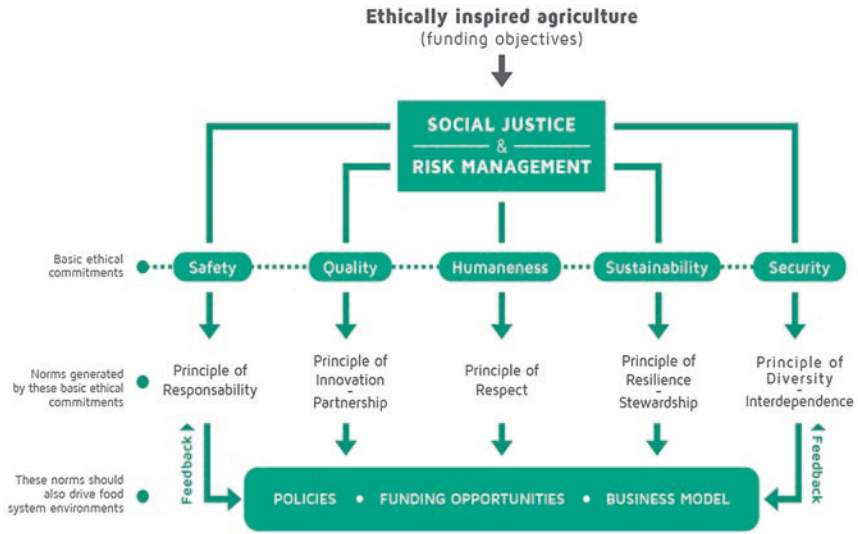 Ethically inspired agriculture
(funding objectives)
SOCIAL JUSTICE
&
RISK MANAGEMENT
Basic ethical
commitments
Safety
Quality
Humaneness
Sustainability
Security
Norms generated
by these basic ethical
commitments
Principle of
Responsability
Principle of
Innovation
-
Partnership
Principle of
Respect
Principle of
Resilience
-
Stewardship
Principle of
Diversity
-
Interdependence
Feedback
Feedback
These norms should
also drive food
system environments
POLICIES • FUNDING OPPORTUNITIES • BUSINESS MODEL